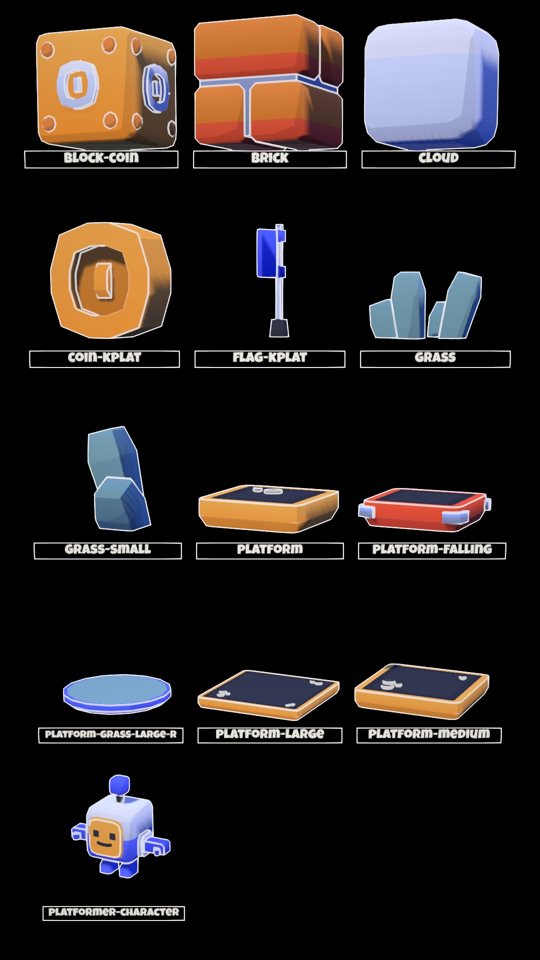 BLOCK-COIN
BRICK
CLOUD
COIN-KPLAT
FLAG-KPLAT
GRASS
GRASS-SMALL
PLATFORM
PLATFORM-FALLING
PLATFORM-GRASS-LARGE-R
PLATFORM-LARGE
PLATFORM-MEDIUM
PLATFORMER-CHARACTER